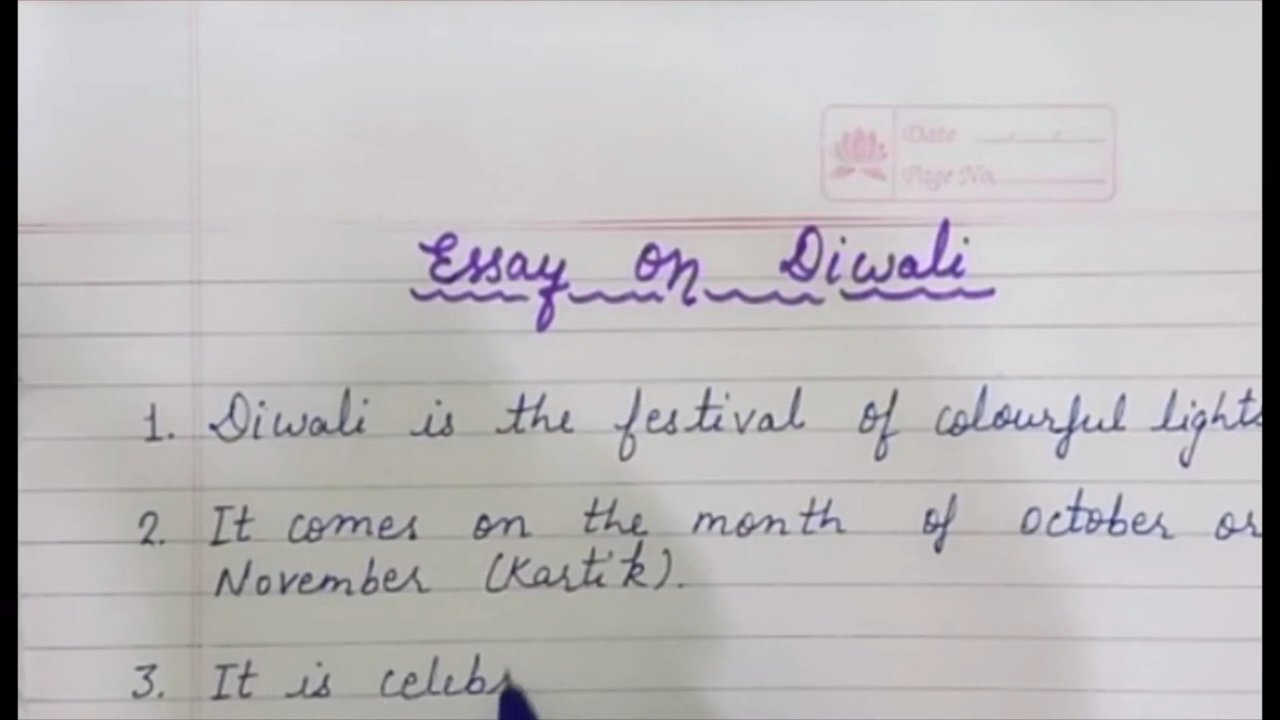 Date
Page No.
Essay on Diwali
1. Diwali is the festival of colourful lights
2. It comes on the month of october or
November (Kartik).
3. It is celebr